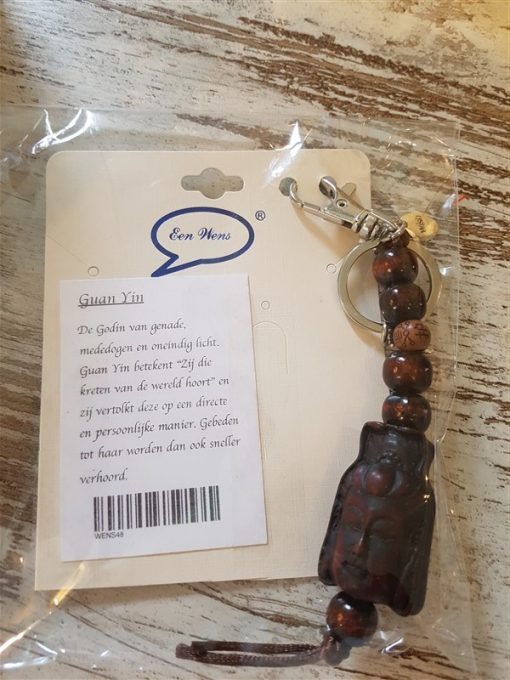 Een Wens ®
Guan Yin
De Godin van genade,
mededogen en oneindig licht.
Guan Yin betekent "Zij die
kreten van de wereld hoort" en
zij vertolkt deze op een directe
en persoonlijke manier. Gebeden
tot haar worden dan ook sneller
verhoord.
WENS48